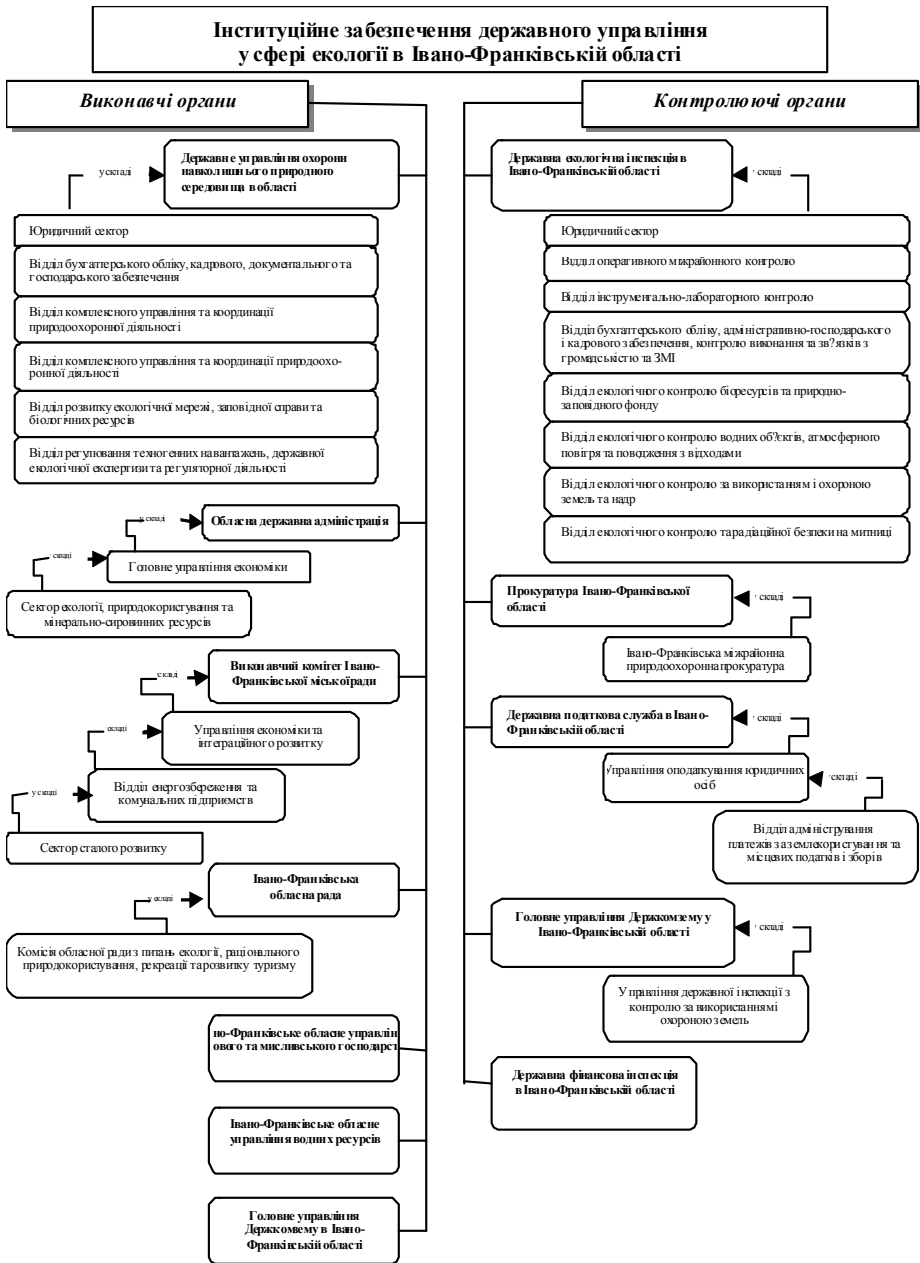 Інституційне забезпечення державного управління
у сфері екології в Івано-Франківській області
Виконавчі органи
Державне управління охорони
навколишнього природного
середовища в області
у складі
Юридичний сектор
Відділ бухгалтерського обліку, кадрового, документального та
господарського забезпечення
Відділ комплексного управління та координації
природоохоронної діяльності
Відділ комплексного управління та координації природоохо-
ронної діяльності
Відділ розвитку екологічної мережі, заповідної справи та
біологічних ресурсів
Відділ регулювання техногенних навантажень, державної
екологічної експертизи та регуляторної діяльності
Обласна державна адміністрація
у складі
Головне управління економіки
складі
Сектор екології, природокористування та
мінерально-сировинних ресурсів
Виконавчий комітет Івано-
Франківської міської ради
складі
Управління економіки та
інтеграційного розвитку
складі
Відділ енергозбереження та
комунальних підприємств
у складі
Сектор сталого розвитку
Івано-Франківська
обласна рада
у складі
Комісія обласної ради з питань екології, раціонального
природокористування, рекреації та розвитку туризму
но-Франківське обласне управлін
ового та мисливського господарст
Івано-Франківське обласне
управління водних ресурсів
Головне управління
Держкомзему в Івано-
Франківській області
Контролюючі органи
Державна екологічна інспекція в
Івано-Франківській області
у складі
Юридичний сектор
Відділ оперативного міжрайонного контролю
Відділ інструментально-лабораторного контролю
Відділ бухгалтерського обліку, адміністративно-господарського
і кадрового забезпечення, контролю виконання та зв?язків з
громадськістю та ЗМІ
Відділ екологічного контролю біоресурсів та природно-
заповідного фонду
Відділ екологічного контролю водних об?єктів, атмосферного
повітря та поводження з відходами
Відділ екологічного контролю за використанням і охороною
земель та надр
Відділ екологічного контролю та радіаційної безпеки на митниці
Прокуратура Івано-Франківської
області
у складі
Івано-Франківська міжрайонна
природоохоронна прокуратура
Державна податкова служба в Івано-
Франківській області
у складі
Управління оподаткування юридичних
осіб
у складі
Відділ адміністрування
платежів за землекористування та
місцевих податків і зборів
Головне управління Держкомзему у
Івано-Франківській області
у складі
Управління державної інспекції з
контролю за використанням і
охороною земель
Державна фінансова інспекція
в Івано-Франківській області